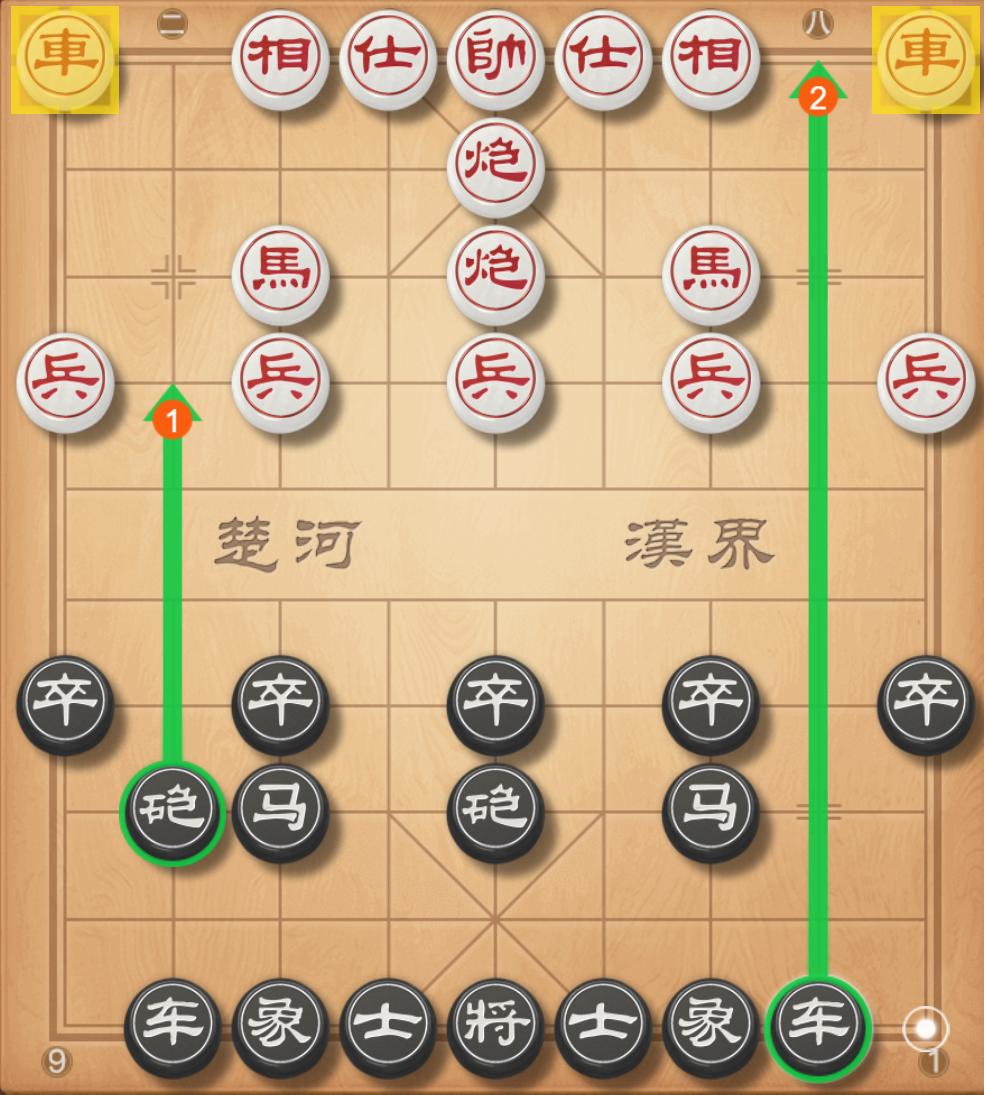 二 八
車 相 仕 帥 仕 相 車
2
炮
馬 炮 馬
兵 兵 兵 兵 兵
1
楚河 漢界
卒 卒 卒 卒 卒
砲 马 砲 马
车 象 士 将 士 象 车
9 1